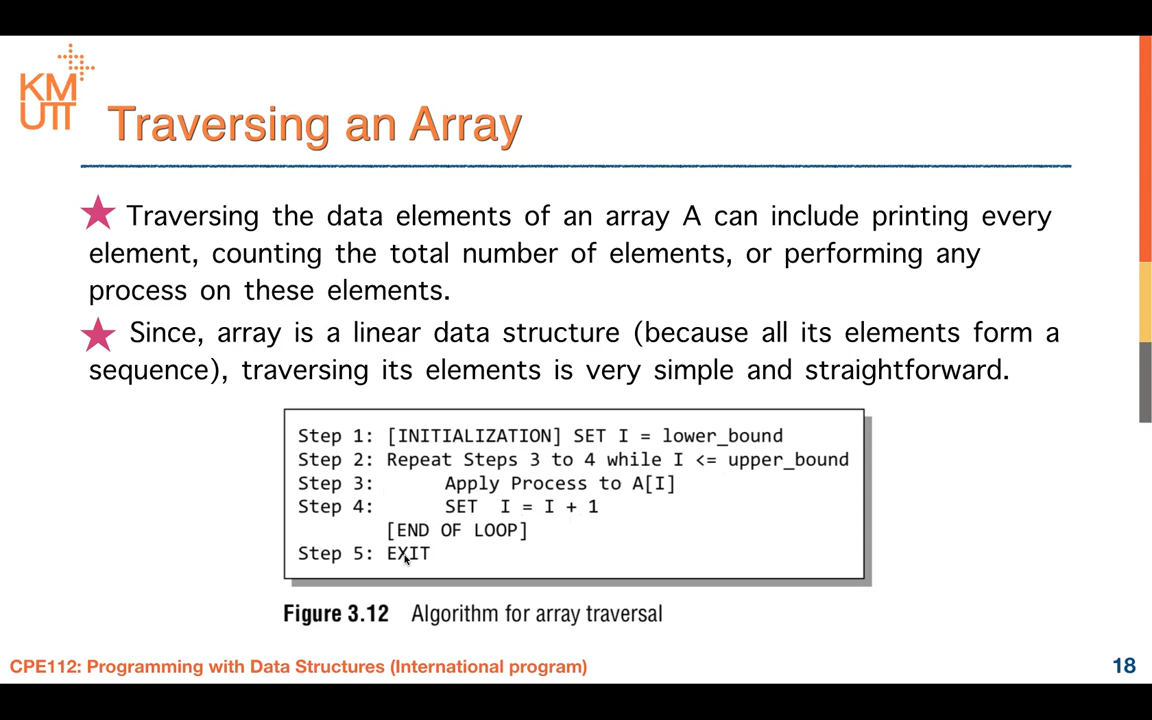 KM
UTT
Traversing an Array
Traversing the data elements of an array A can include printing every
element, counting the total number of elements, or performing any
process on these elements.
Since, array is a linear data structure (because all its elements form a
sequence), traversing its elements is very simple and straightforward.
Step 1: [INITIALIZATION] SET I = lower_bound
Step 2: Repeat Steps 3 to 4 while I <= upper_bound
Step 3: Apply Process to A[I]
Step 4: SET I = I + 1
[END OF LOOP]
Step 5: EXIT
Figure 3.12 Algorithm for array traversal
CPE112: Programming with Data Structures (International program)
18